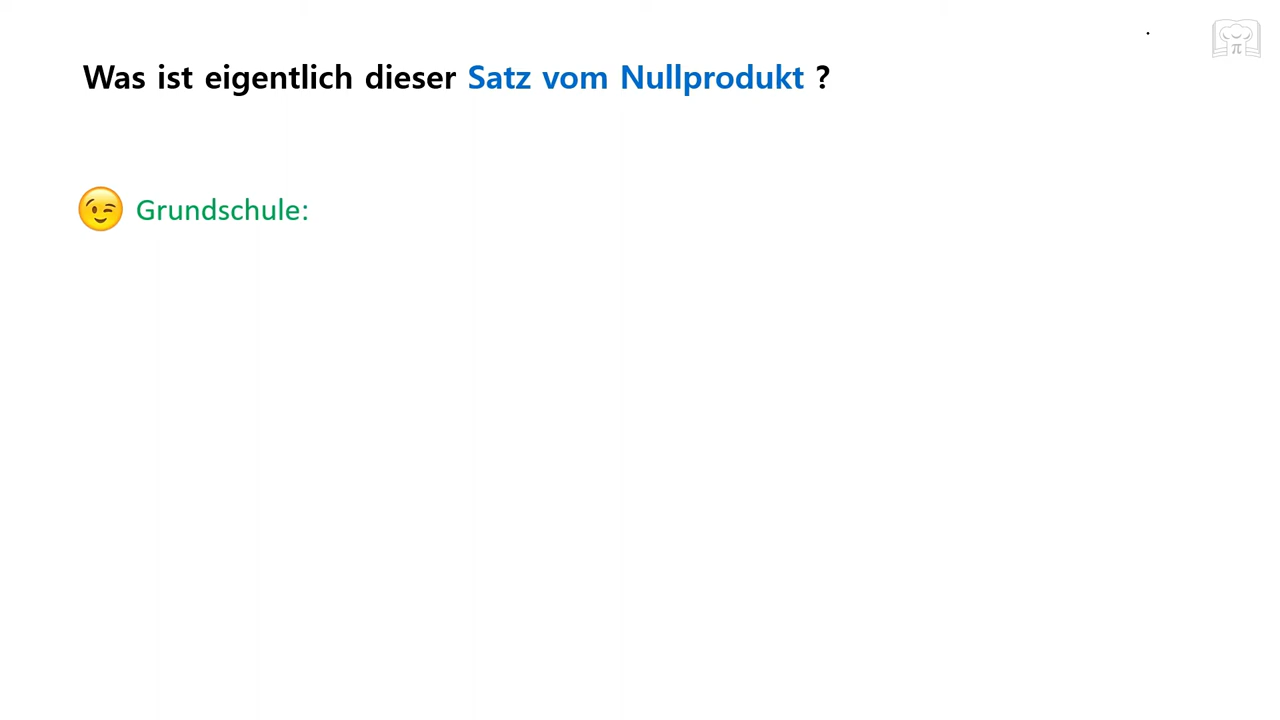 Was ist eigentlich dieser Satz vom Nullprodukt ?
Grundschule: